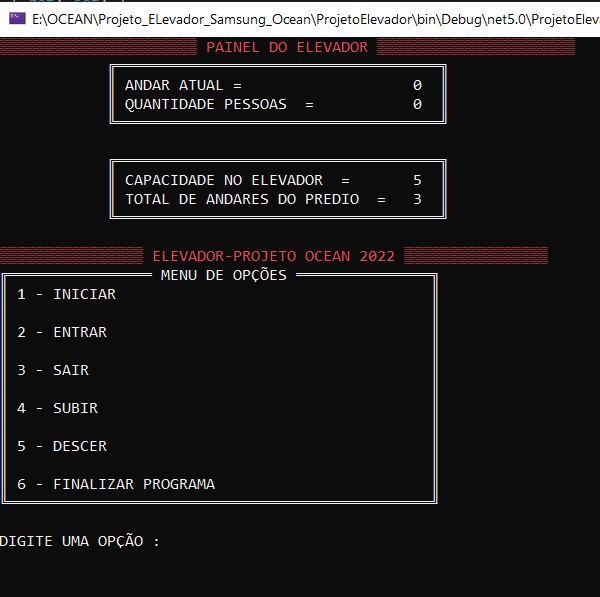 E:\OCEAN\Projeto_ELevador_Samsung_Ocean\ProjetoElevador\bin\Debug\net5.0\ProjetoEleva
PAINEL DO ELEVADOR
ANDAR ATUAL = 0
QUANTIDADE PESSOAS = 0
CAPACIDADE NO ELEVADOR = 5
TOTAL DE ANDARES DO PREDIO = 3
ELEVADOR-PROJETO OCEAN 2022
MENU DE OPÇÕES
1 - INICIAR
2 - ENTRAR
3 - SAIR
4 - SUBIR
5 - DESCER
6 - FINALIZAR PROGRAMA
DIGITE UMA OPÇÃO :